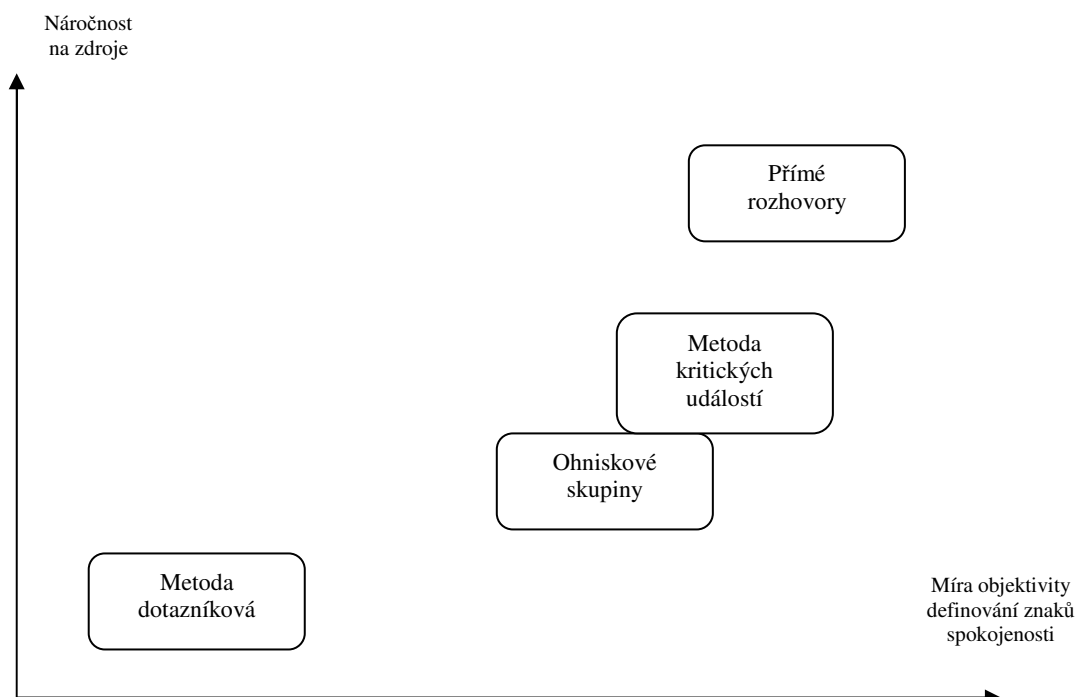 Náročnost
na zdroje
Přímé
rozhovory
Metoda
kritických
událostí
Ohniskové
skupiny
Metoda
dotazníková
Míra objektivity
definování znaků
spokojenosti